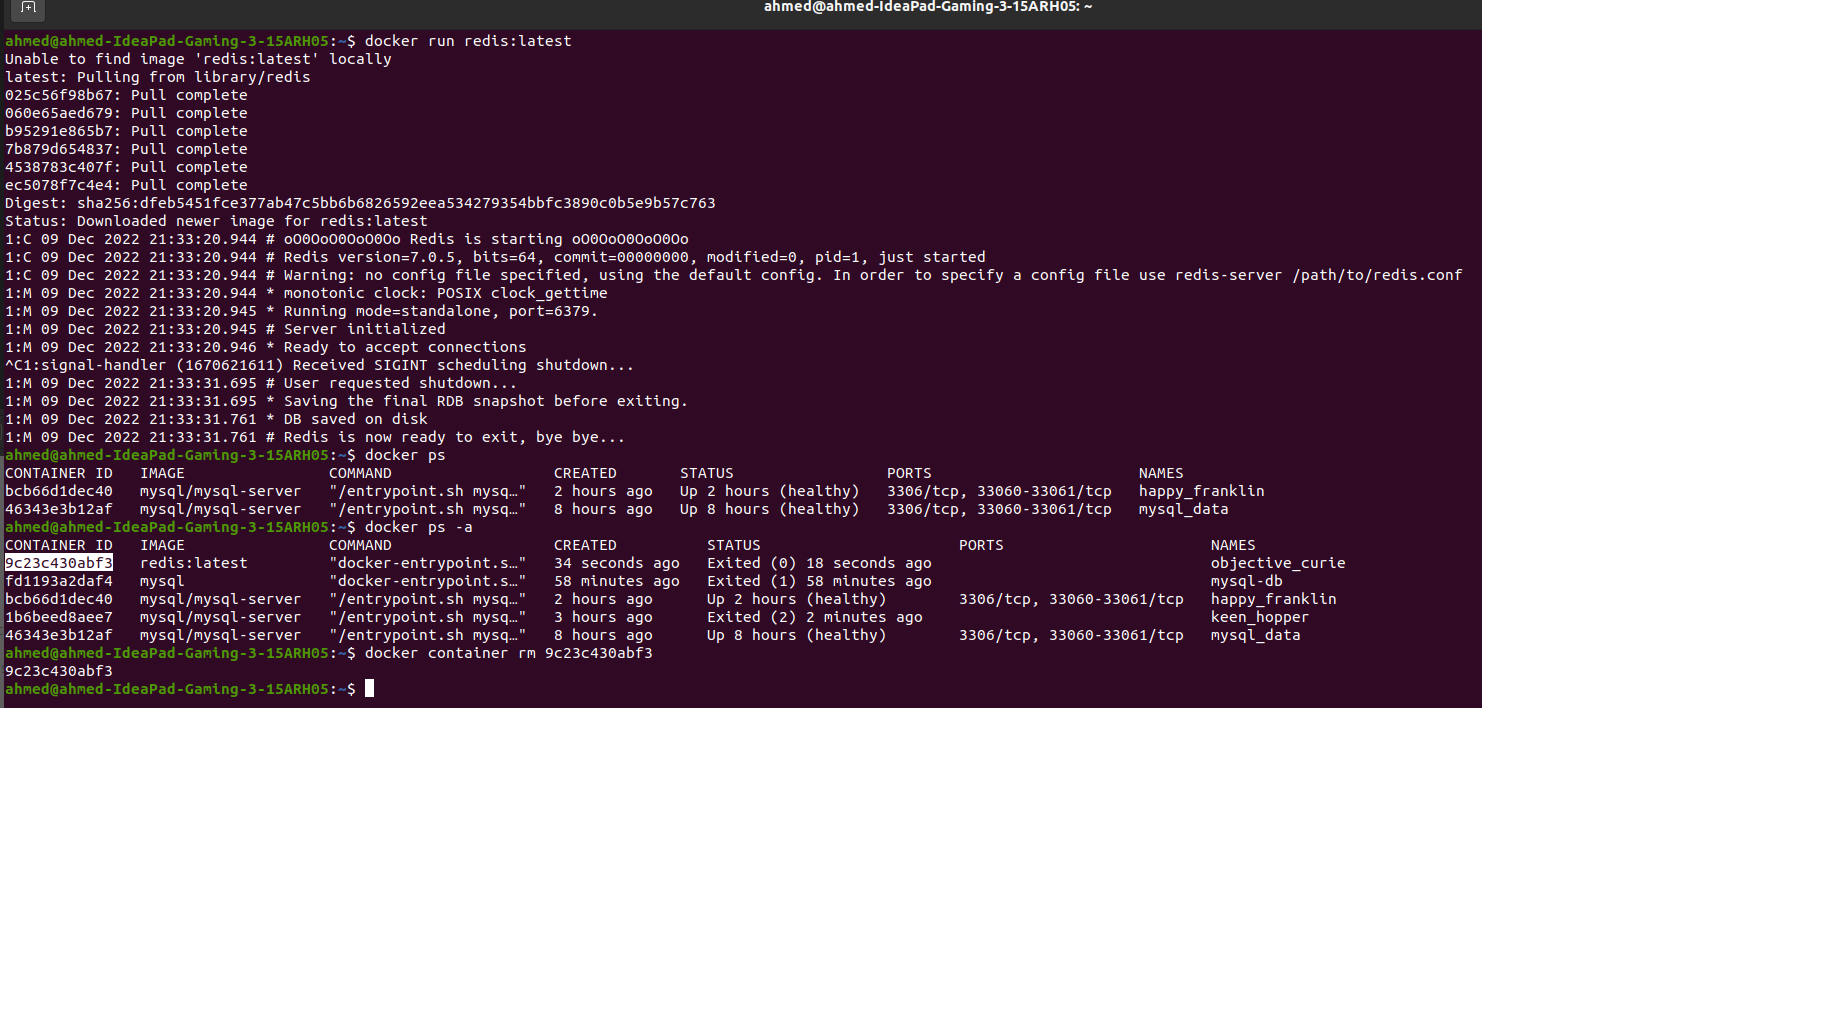 ahmed@ahmed-IdeaPad-Gaming-3-15ARH05: ~
ahmed@ahmed-IdeaPad-Gaming-3-15ARH05:~$ docker run redis:latest
Unable to find image 'redis:latest' locally
latest: Pulling from library/redis
025c56f98b67: Pull complete
060e65aed679: Pull complete
b95291e865b7: Pull complete
7b879d654837: Pull complete
4538783c407f: Pull complete
ec5078f7c4e4: Pull complete
Digest: sha256:dfeb5451fce377ab47c5bb6b6826592eea534279354bbfc3890c0b5e9b57c763
Status: Downloaded newer image for redis:latest
1:C 09 Dec 2022 21:33:20.944 # oO0OoO0OoO0Oo Redis is starting oO0OoO0OoO0Oo
1:C 09 Dec 2022 21:33:20.944 # Redis version=7.0.5, bits=64, commit=00000000, modified=0, pid=1, just started
1:C 09 Dec 2022 21:33:20.944 # Warning: no config file specified, using the default config. In order to specify a config file use redis-server /path/to/redis.conf
1:M 09 Dec 2022 21:33:20.944 * monotonic clock: POSIX clock_gettime
1:M 09 Dec 2022 21:33:20.945 * Running mode=standalone, port=6379.
1:M 09 Dec 2022 21:33:20.945 # Server initialized
1:M 09 Dec 2022 21:33:20.946 * Ready to accept connections
^C1:signal-handler (1670621611) Received SIGINT scheduling shutdown...
1:M 09 Dec 2022 21:33:31.695 # User requested shutdown...
1:M 09 Dec 2022 21:33:31.695 * Saving the final RDB snapshot before exiting.
1:M 09 Dec 2022 21:33:31.761 * DB saved on disk
1:M 09 Dec 2022 21:33:31.761 # Redis is now ready to exit, bye bye...
ahmed@ahmed-IdeaPad-Gaming-3-15ARH05:~$ docker ps
CONTAINER ID   IMAGE                COMMAND                  CREATED       STATUS                 PORTS                       NAMES
bcb66d1dec40   mysql/mysql-server   "/entrypoint.sh mysq…"   2 hours ago   Up 2 hours (healthy)   3306/tcp, 33060-33061/tcp   happy_franklin
46343e3b12af   mysql/mysql-server   "/entrypoint.sh mysq…"   8 hours ago   Up 8 hours (healthy)   3306/tcp, 33060-33061/tcp   mysql_data
ahmed@ahmed-IdeaPad-Gaming-3-15ARH05:~$ docker ps -a
CONTAINER ID   IMAGE                COMMAND                  CREATED          STATUS                      PORTS                       NAMES
9c23c430abf3   redis:latest         "docker-entrypoint.s…"   34 seconds ago   Exited (0) 18 seconds ago                               objective_curie
fd1193a2daf4   mysql                "docker-entrypoint.s…"   58 minutes ago   Exited (1) 58 minutes ago                               mysql-db
bcb66d1dec40   mysql/mysql-server   "/entrypoint.sh mysq…"   2 hours ago      Up 2 hours (healthy)        3306/tcp, 33060-33061/tcp   happy_franklin
1b6beed8aee7   mysql/mysql-server   "/entrypoint.sh mysq…"   3 hours ago      Exited (2) 2 minutes ago                                keen_hopper
46343e3b12af   mysql/mysql-server   "/entrypoint.sh mysq…"   8 hours ago      Up 8 hours (healthy)        3306/tcp, 33060-33061/tcp   mysql_data
ahmed@ahmed-IdeaPad-Gaming-3-15ARH05:~$ docker container rm 9c23c430abf3
9c23c430abf3
ahmed@ahmed-IdeaPad-Gaming-3-15ARH05:~$